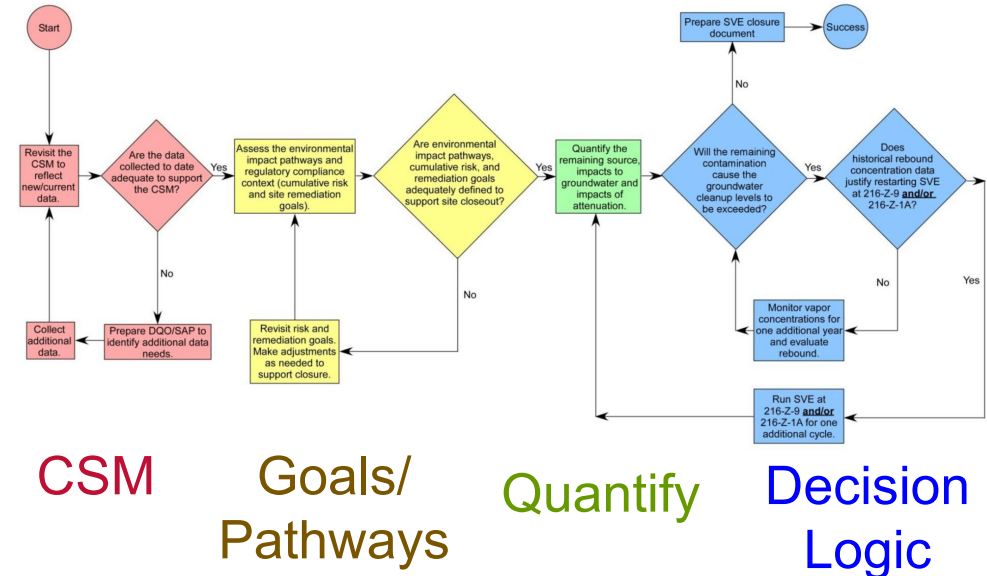 Start
Revisit the
CSM to
reflect
new/current
data.
Are the data
collected to date
adequate to support
the CSM?
Yes
No
Prepare DQO/SAP to
identify additional data
needs.
Collect
additional
data.
Assess the environmental
impact pathways and
regulatory compliance
context (cumulative risk
and site remediation
goals).
Are environmental
impact pathways,
cumulative risk, and
remediation goals
adequately defined to
support site closeout?
Yes
No
Revisit risk and
remediation goals.
Make adjustments
as needed to
support closure.
Quantify the
remaining source,
impacts to
groundwater and
impacts of
attenuation.
Will the remaining
contamination
cause the
groundwater
cleanup levels to
be exceeded?
No
Prepare SVE closure
document
Success
Yes
Does
historical rebound
concentration data
justify restarting SVE
at 216-Z-9 and/or
216-Z-1A?
No
Yes
Monitor vapor
concentrations for
one additional year
and evaluate
rebound.
Run SVE at
216-Z-9 and/or
216-Z-1A for one
additional cycle.
CSM
Goals/
Pathways
Quantify
Decision
Logic